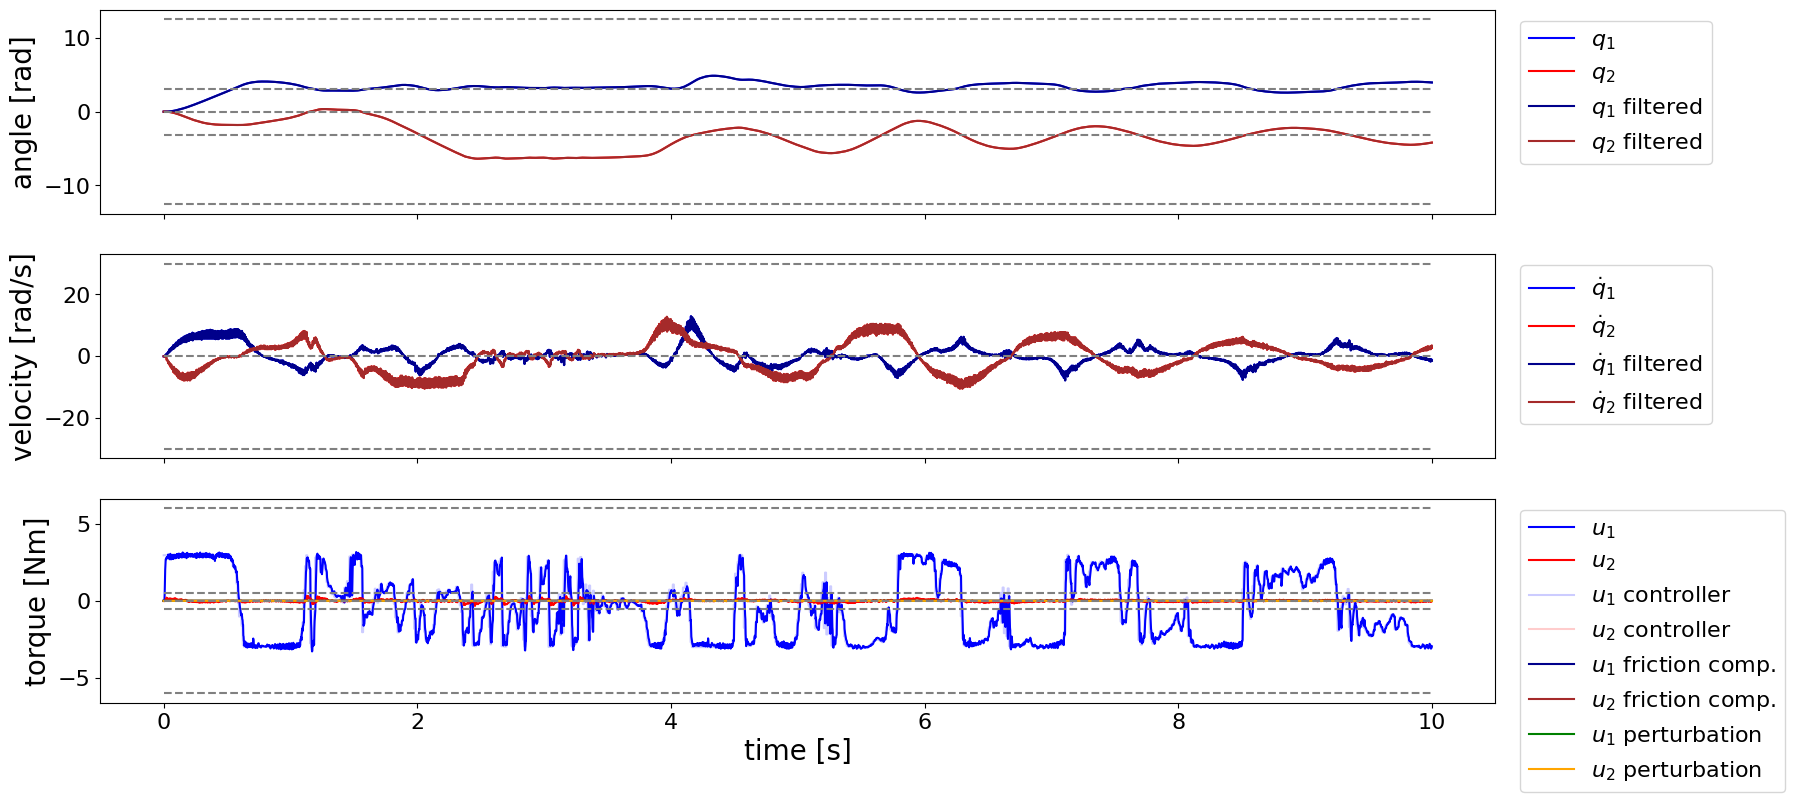 angle [rad]
10
0
−10
q₁
q₂
q₁ filtered
q₂ filtered
velocity [rad/s]
20
0
−20
q̇₁
q̇₂
q̇₁ filtered
q̇₂ filtered
torque [Nm]
5
0
−5
0 2 4 6 8 10
time [s]
u₁
u₂
u₁ controller
u₂ controller
u₁ friction comp.
u₂ friction comp.
u₁ perturbation
u₂ perturbation